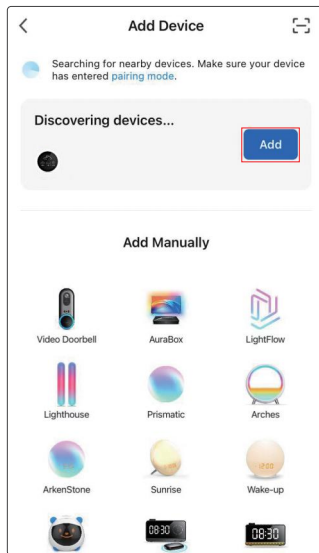 Add Device
Searching for nearby devices. Make sure your device
has entered pairing mode.
Discovering devices...
Add
Add Manually
Video Doorbell
AuraBox
LightFlow
Lighthouse
Prismatic
Arches
ArkenStone
Sunrise
Wake-up
08:30
08:30